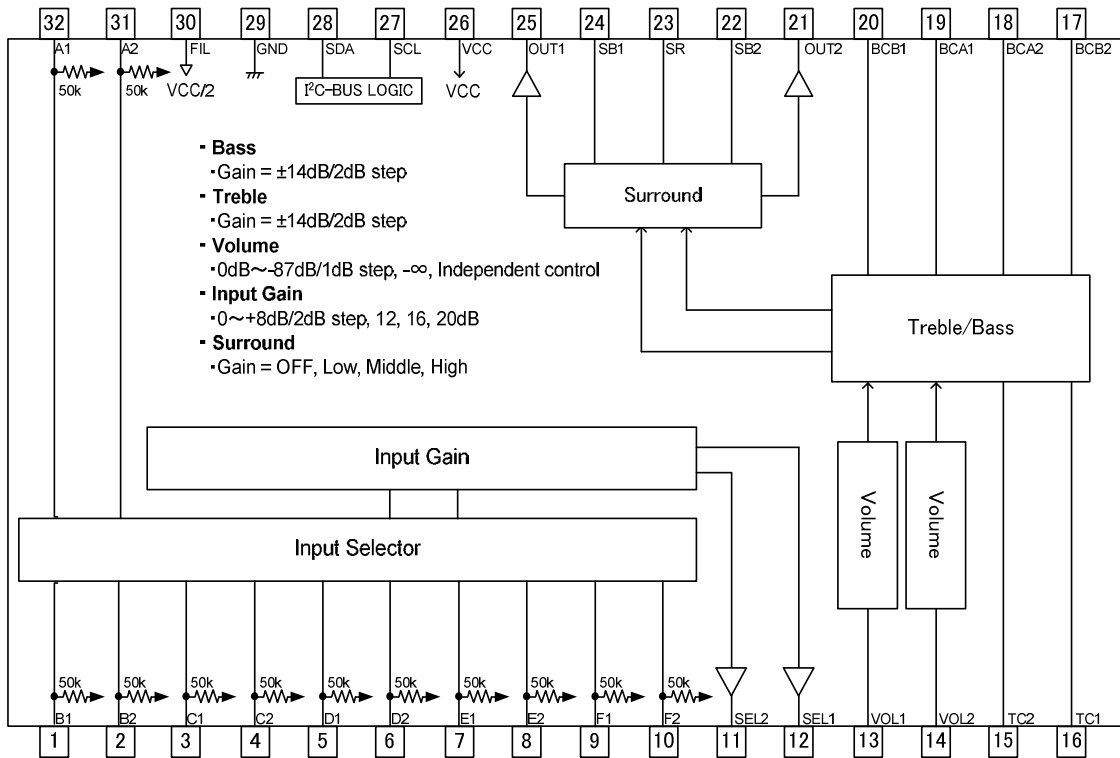 32 31 30 29 28 27 26 25 24 23 22 21 20 19 18 17
A1 A2 FIL GND SDA SCL VCC OUT1 SB1 SR SB2 OUT2 BCB1 BCA1 BCA2 BCB2
50k 50k VCC/2 I²C-BUS LOGIC VCC
- Bass
・Gain = ±14dB/2dB step
- Treble
・Gain = ±14dB/2dB step
- Volume
・0dB～-87dB/1dB step, -∞, Independent control
- Input Gain
・0～+8dB/2dB step, 12, 16, 20dB
- Surround
・Gain = OFF, Low, Middle, High
Surround
Treble/Bass
Input Gain
Volume Volume
Input Selector
50k 50k 50k 50k 50k 50k 50k 50k 50k 50k
B1 B2 C1 C2 D1 D2 E1 E2 F1 F2 SEL2 SEL1 VOL1 VOL2 TC2 TC1
1 2 3 4 5 6 7 8 9 10 11 12 13 14 15 16